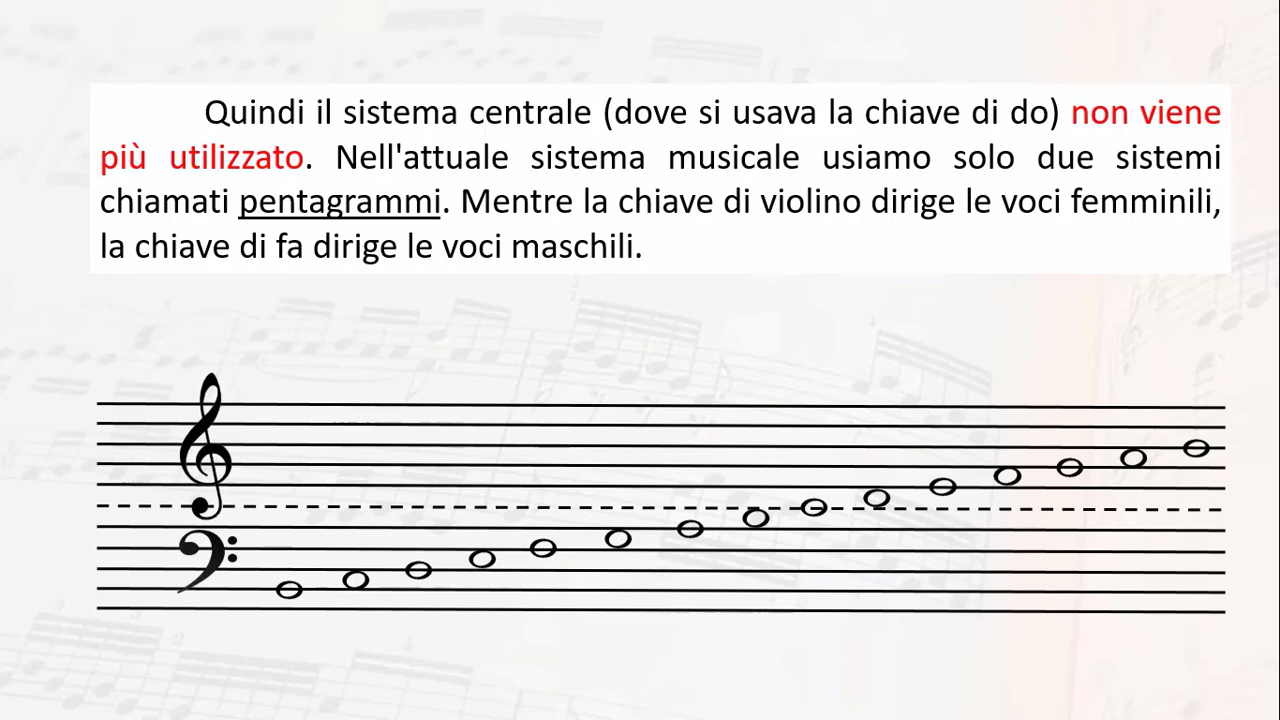 Quindi il sistema centrale (dove si usava la chiave di do) non viene
più utilizzato. Nell'attuale sistema musicale usiamo solo due sistemi
chiamati pentagrammi. Mentre la chiave di violino dirige le voci femminili,
la chiave di fa dirige le voci maschili.